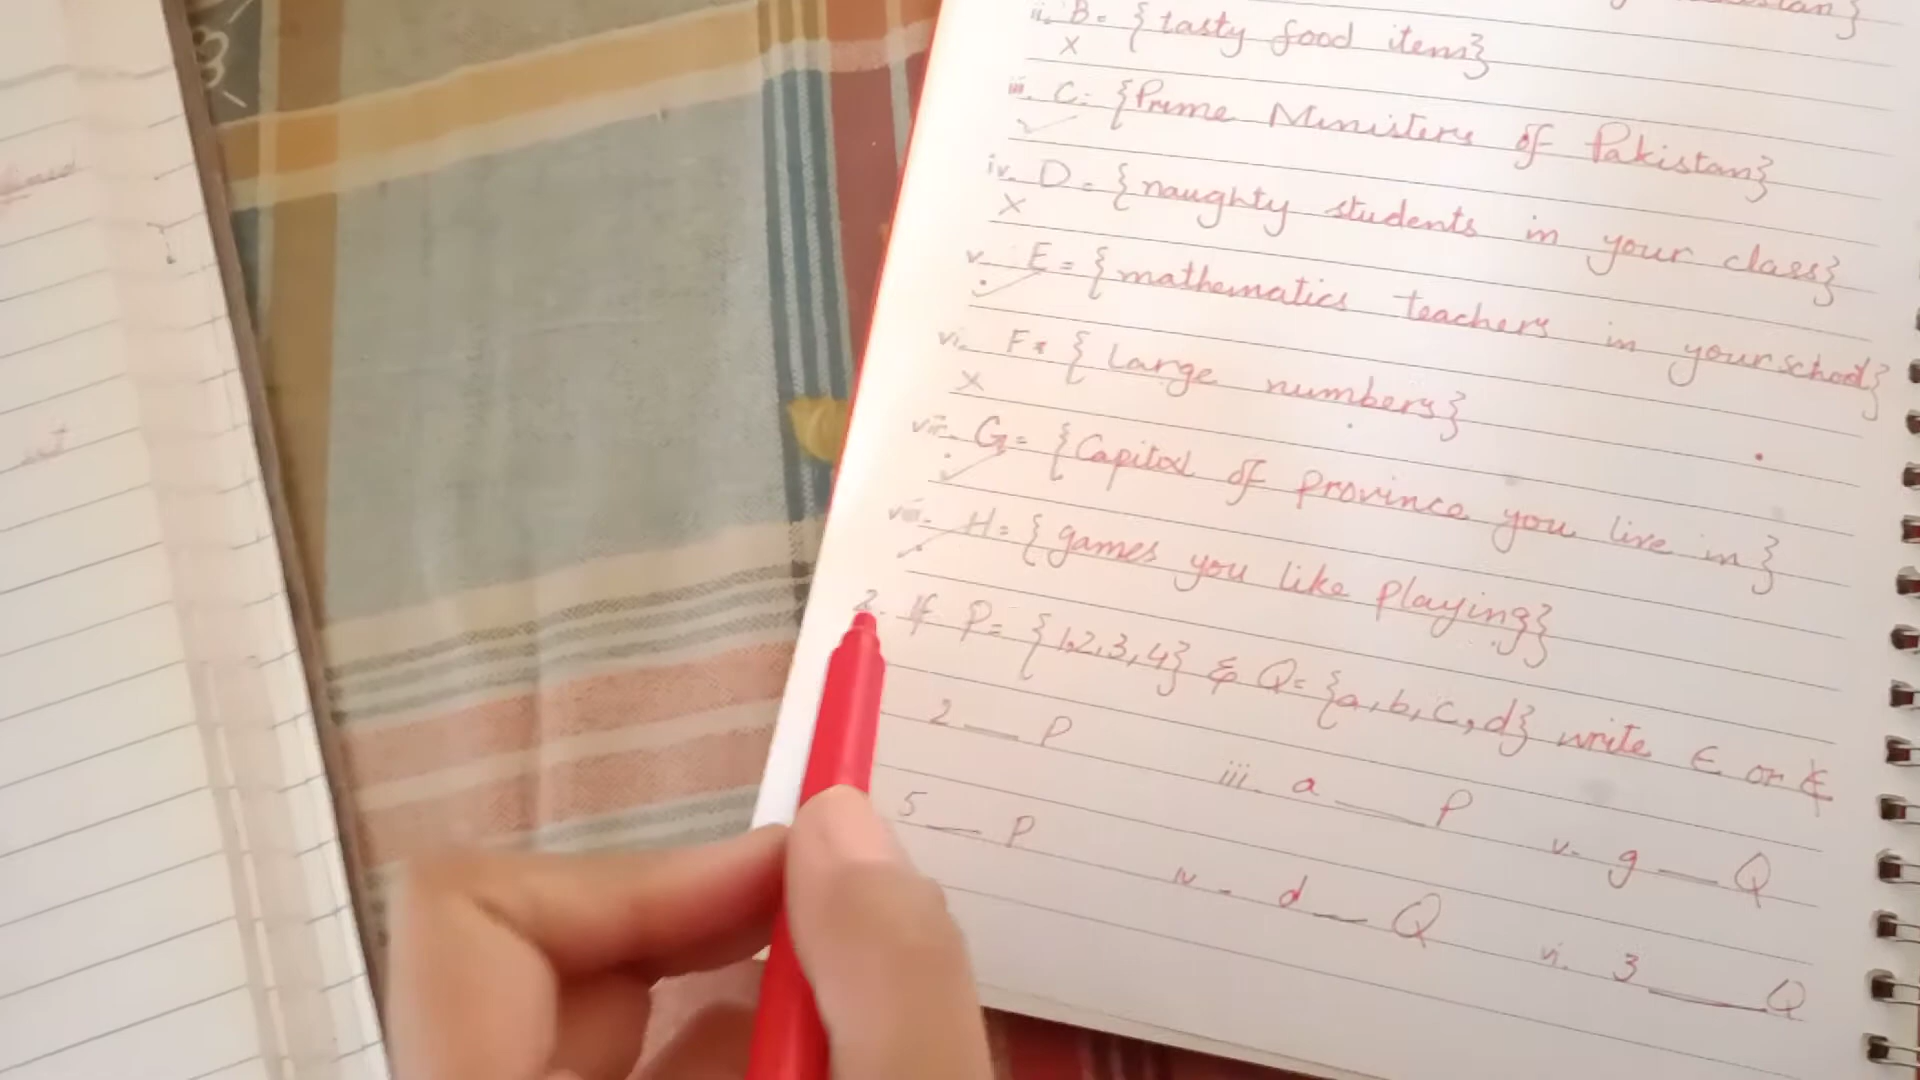 stan}
ii. B = {tasty food item}
x
iii. C = {Prime Ministers of Pakistan}
✓
iv. D = {naughty students in your class}
x
v. E = {mathematics teachers in your school}
✓
vi. F = {Large numbers}
x
vii. G = {Capital of province you live in}
✓
viii. H = {games you like playing}
✓
2. If P = {1,2,3,4} & Q = {a, b, c, d} write ∈ or ∉
2 __ P iii. a __ P v. g __ Q
5 __ P iv. d __ Q vi. 3 __ Q